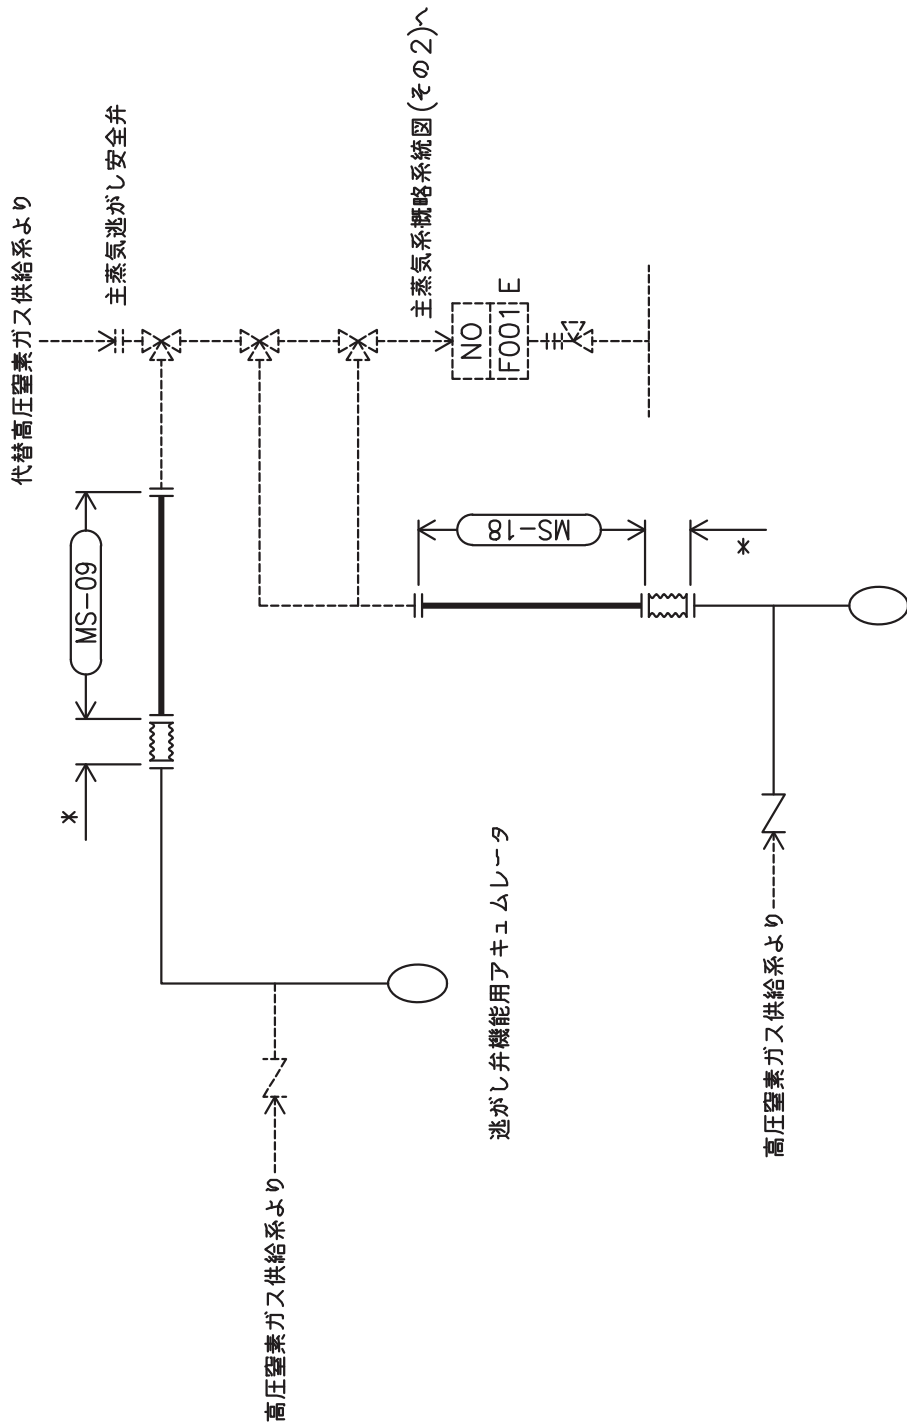 代替高圧窒素ガス供給系より
主蒸気逃がし安全弁
主蒸気系概略系統図(その2)へ
NO
F001
E
MS-09
*
MS-18
*
逃がし弁機能用アキュムレータ
高圧窒素ガス供給系より
高圧窒素ガス供給系より